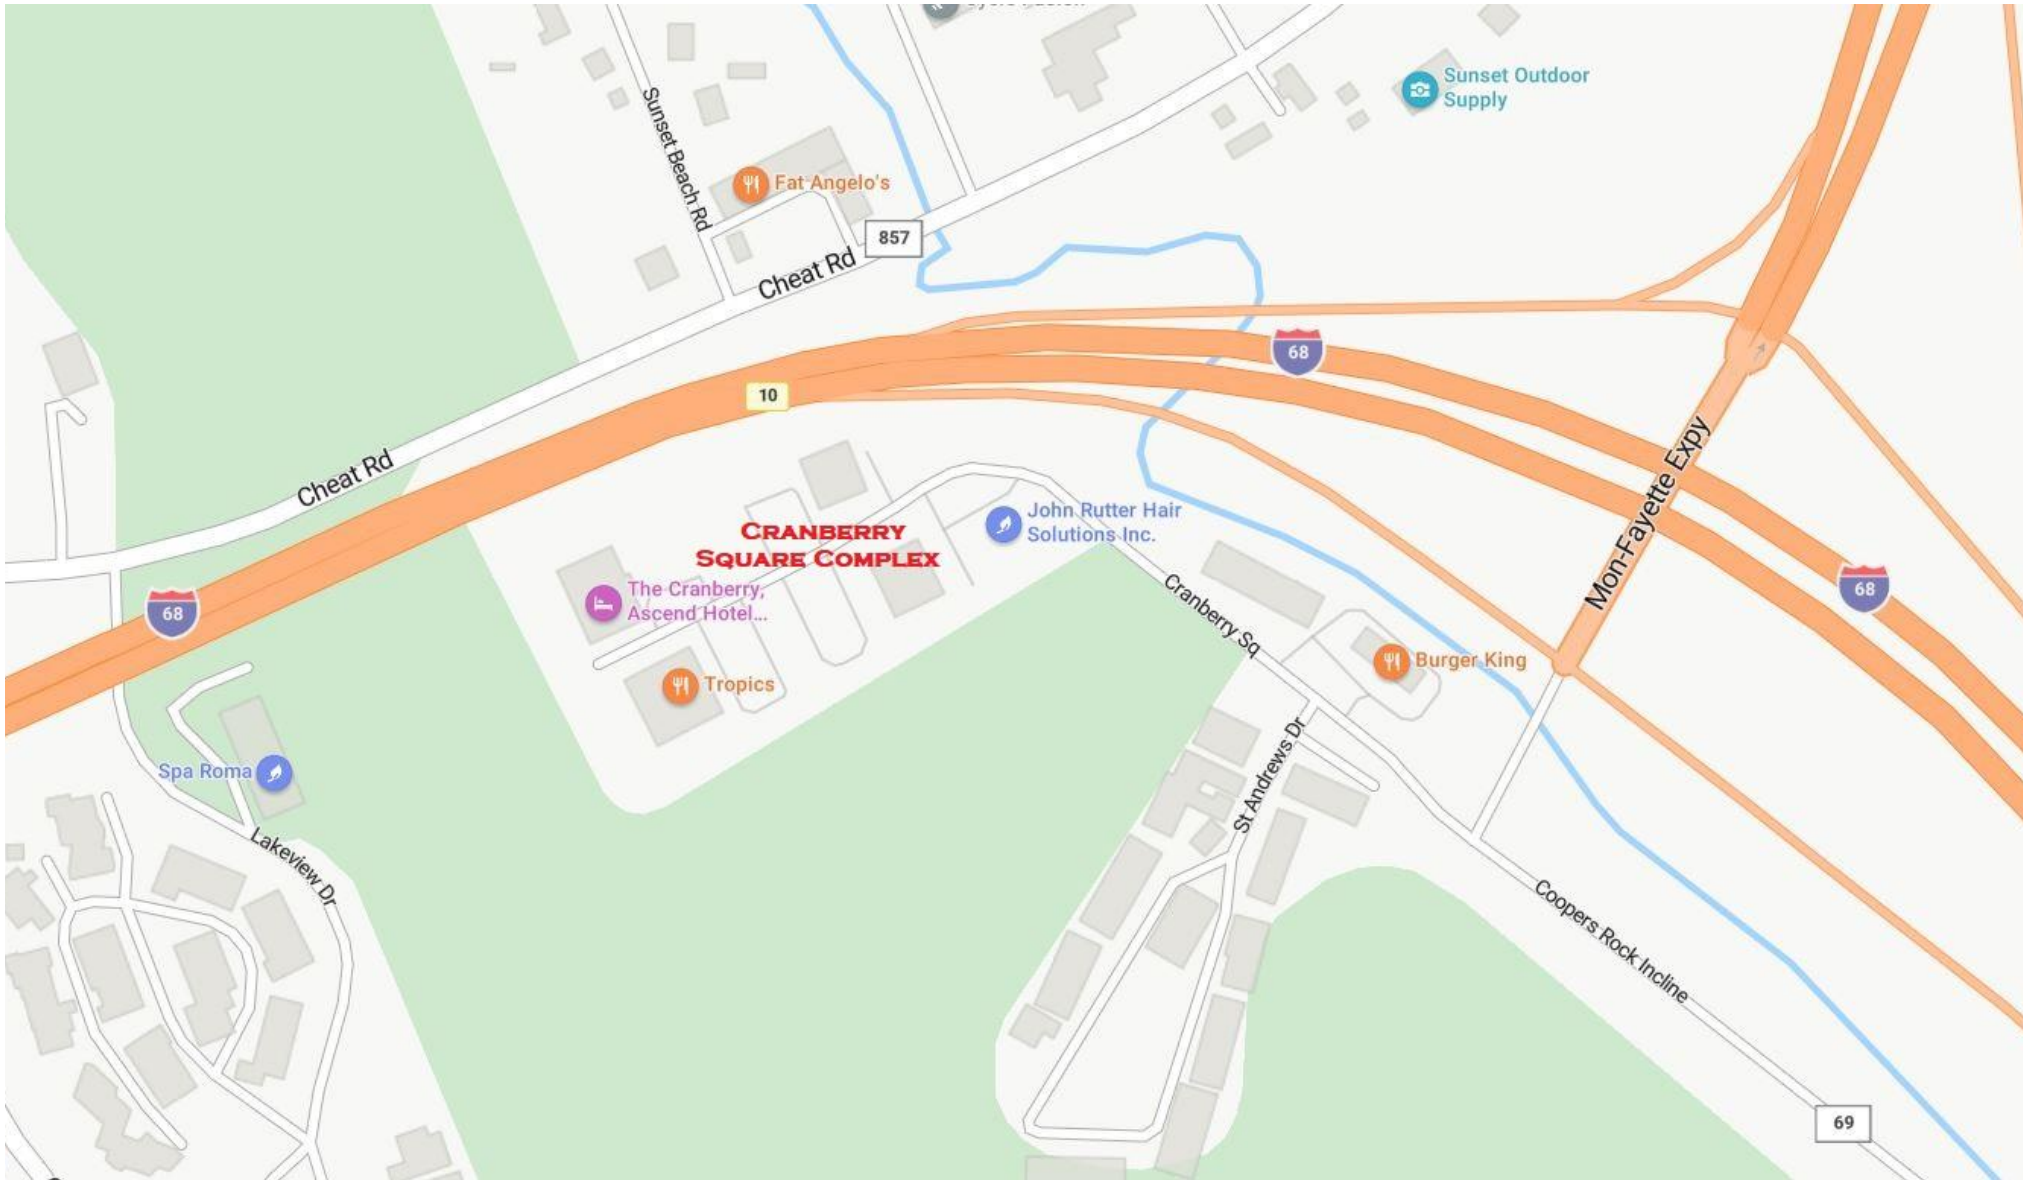 Sunset Outdoor
Supply
Sunset Beach Rd
Fat Angelo's
857
Cheat Rd
68
10
Cheat Rd
Mon-Fayette Expy
John Rutter Hair
Solutions Inc.
CRANBERRY
SQUARE COMPLEX
The Cranberry,
Ascend Hotel...
68
68
Cranberry Sq
Burger King
Tropics
St Andrews Dr
Spa Roma
Lakeview Dr
Coopers Rock Incline
69